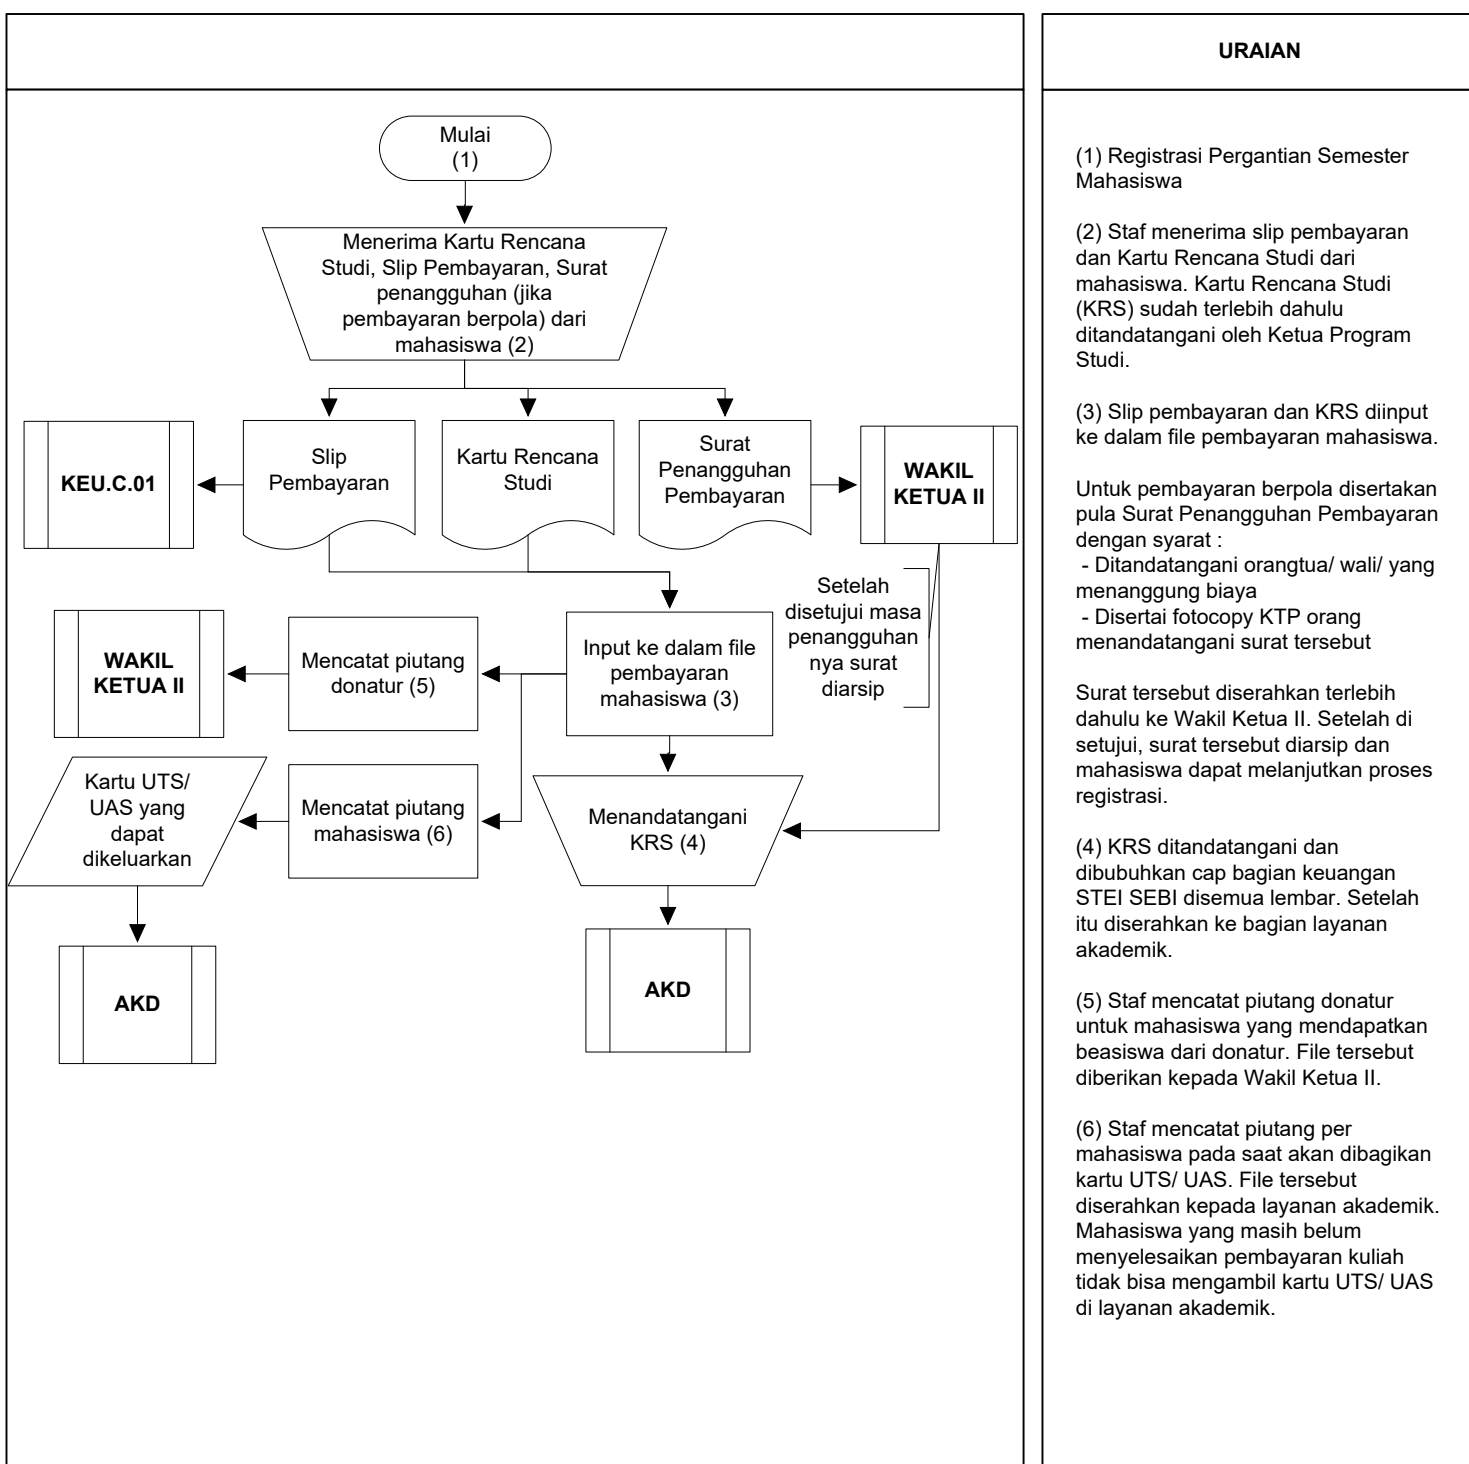 URAIAN
Mulai
(1)
Menerima Kartu Rencana
Studi, Slip Pembayaran, Surat
penangguhan (jika
pembayaran berpola) dari
mahasiswa (2)
KEU.C.01
Slip
Pembayaran
Kartu Rencana
Studi
Surat
Penangguhan
Pembayaran
WAKIL
KETUA II
Setelah
disetujui masa
penangguhan
nya surat
diarsip
WAKIL
KETUA II
Mencatat piutang
donatur (5)
Input ke dalam file
pembayaran
mahasiswa (3)
Kartu UTS/
UAS yang
dapat
dikeluarkan
Mencatat piutang
mahasiswa (6)
Menandatangani
KRS (4)
AKD
AKD
(1) Registrasi Pergantian Semester
Mahasiswa
(2) Staf menerima slip pembayaran
dan Kartu Rencana Studi dari
mahasiswa. Kartu Rencana Studi
(KRS) sudah terlebih dahulu
ditandatangani oleh Ketua Program
Studi.
(3) Slip pembayaran dan KRS diinput
ke dalam file pembayaran mahasiswa.
Untuk pembayaran berpola disertakan
pula Surat Penangguhan Pembayaran
dengan syarat :
- Ditandatangani orangtua/ wali/ yang
menanggung biaya
- Disertai fotocopy KTP orang
menandatangani surat tersebut
Surat tersebut diserahkan terlebih
dahulu ke Wakil Ketua II. Setelah di
setujui, surat tersebut diarsip dan
mahasiswa dapat melanjutkan proses
registrasi.
(4) KRS ditandatangani dan
dibubuhkan cap bagian keuangan
STEI SEBI disemua lembar. Setelah
itu diserahkan ke bagian layanan
akademik.
(5) Staf mencatat piutang donatur
untuk mahasiswa yang mendapatkan
beasiswa dari donatur. File tersebut
diberikan kepada Wakil Ketua II.
(6) Staf mencatat piutang per
mahasiswa pada saat akan dibagikan
kartu UTS/ UAS. File tersebut
diserahkan kepada layanan akademik.
Mahasiswa yang masih belum
menyelesaikan pembayaran kuliah
tidak bisa mengambil kartu UTS/ UAS
di layanan akademik.